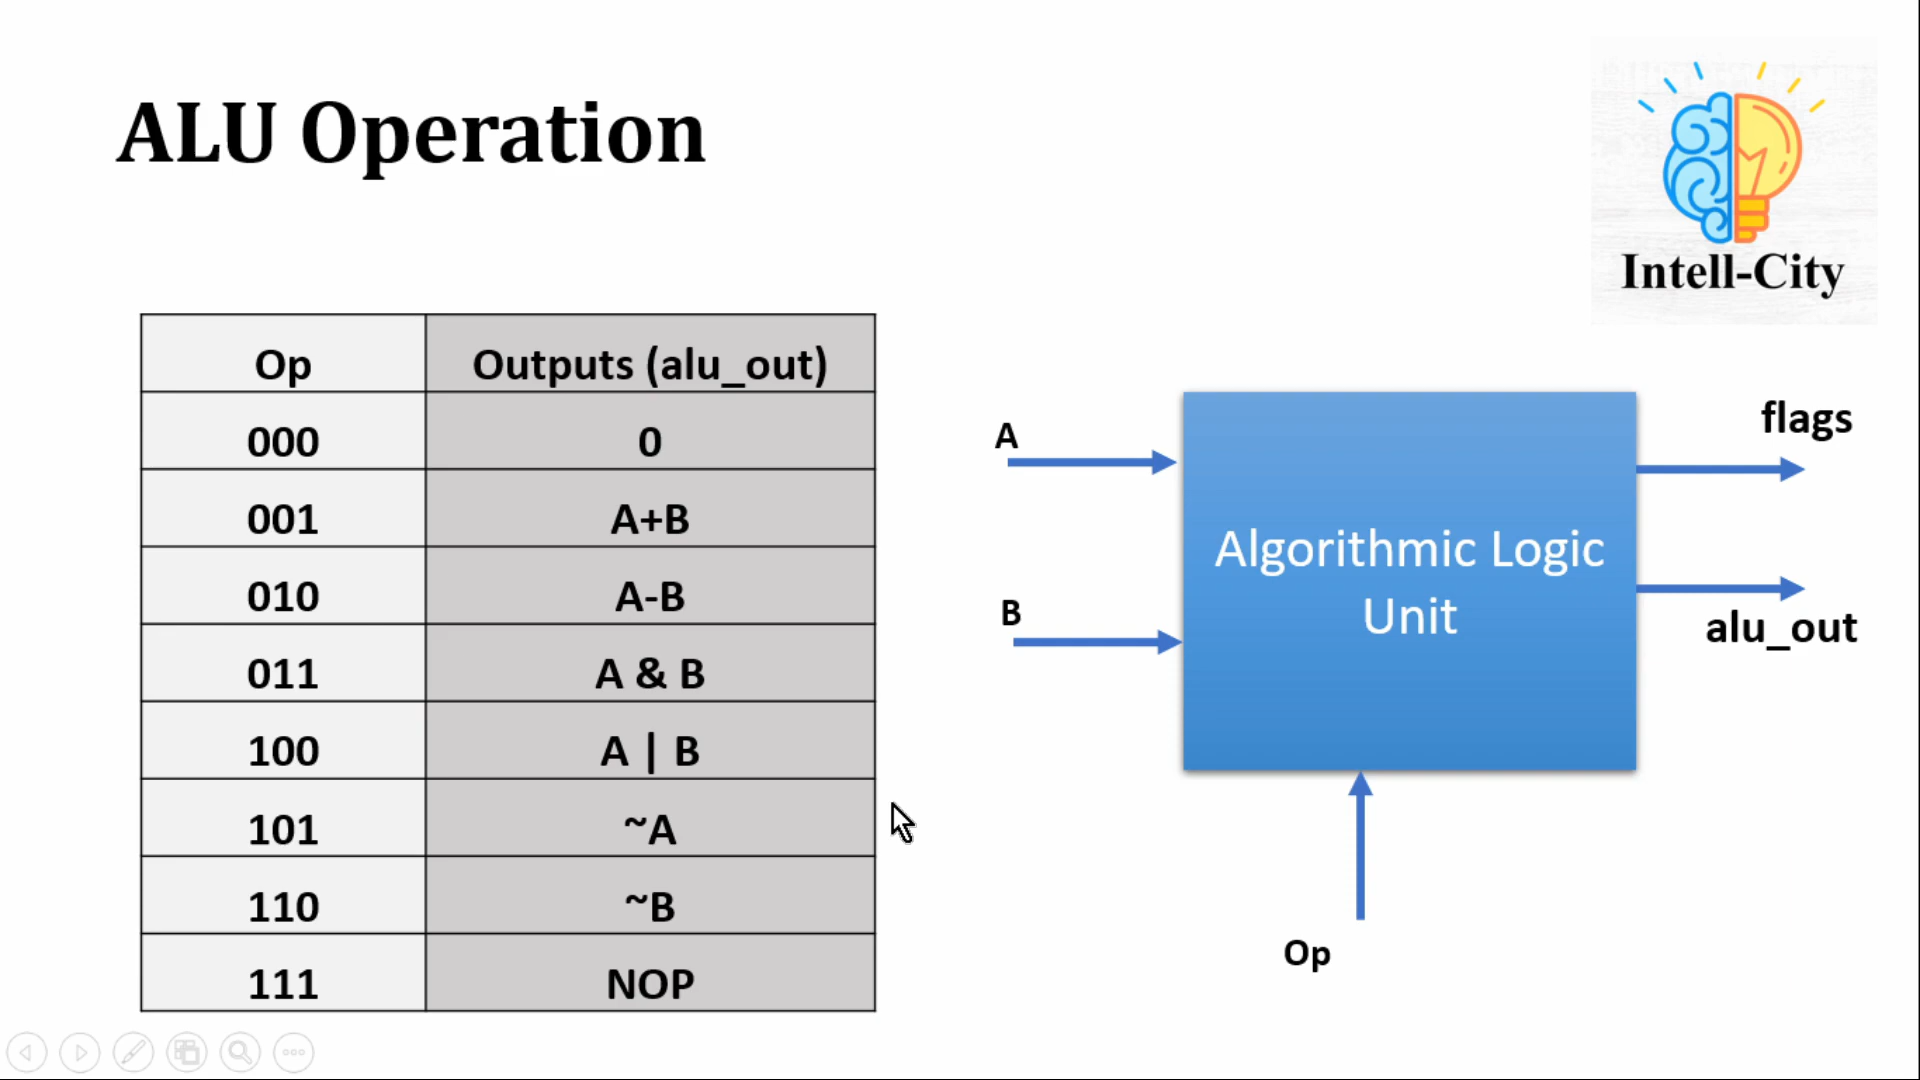 ALU Operation
Intell-City
Op Outputs (alu_out)
000 0
001 A+B
010 A-B
011 A & B
100 A | B
101 ~A
110 ~B
111 NOP
A
B
Algorithmic Logic
Unit
flags
alu_out
Op